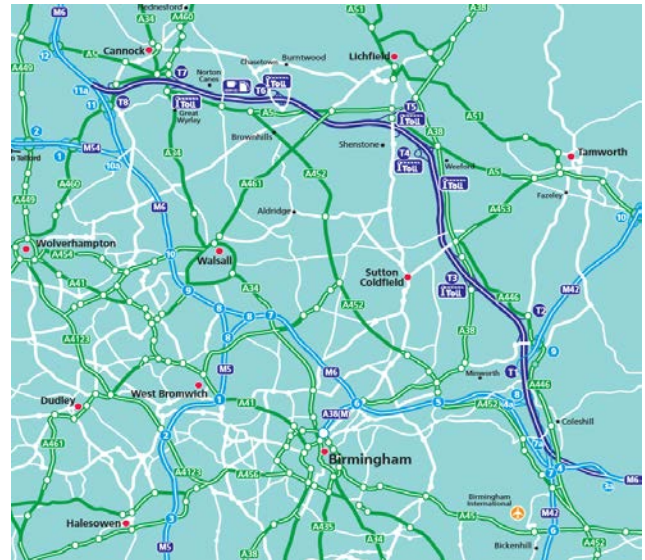 Hednesford
A34
A460
M6
A51
A38
Cannock
Burntwood
Lichfield
A5
12
A449
T7
Norton
Canes
Chasetown
T6
Toll
11a
11
T8
Toll
Great
Wyrley
A5
T5
Toll
A51
A38
2
M54
1
10a
A34
Brownhills
Shenstone
T4
Toll
Weeford
Tamworth
A5
A460
A461
A452
Fazeley
A449
M6
Aldridge
A453
10
Wolverhampton
A454
10
Walsall
Sutton
Coldfield
T3
Toll
A446
M42
T2
A41
9
A34
A452
A38
8
8
7
8
A4123
M5
M6
Minworth
T1
9
Dudley
West Bromwich
1
A41
A38(M)
6
5
A452
8
A446
Coleshill
2
A461
A4123
A456
Birmingham
7a
7
4
M6
Halesowen
3
Birmingham
International
M42
A45
A435
M5
A38
A34
Bickenhill
6
A452